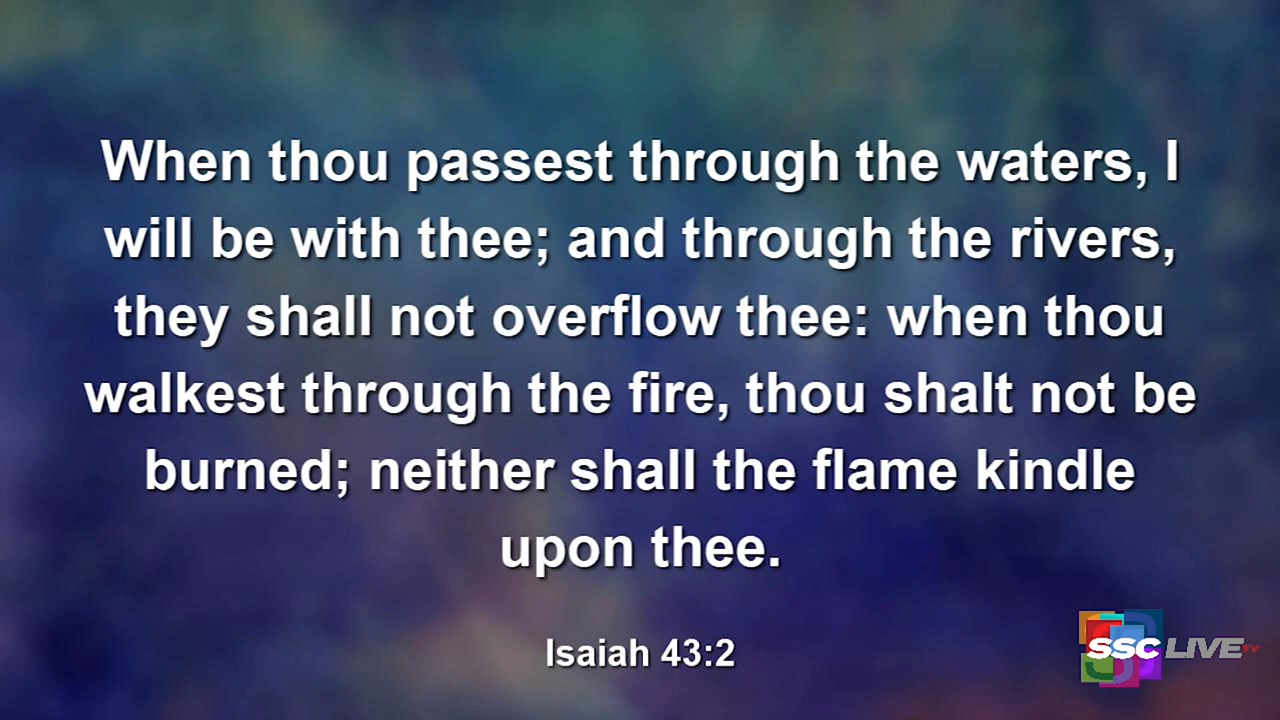 When thou passest through the waters, I
will be with thee; and through the rivers,
they shall not overflow thee: when thou
walkest through the fire, thou shalt not be
burned; neither shall the flame kindle
upon thee.
Isaiah 43:2
SSC LIVE TV